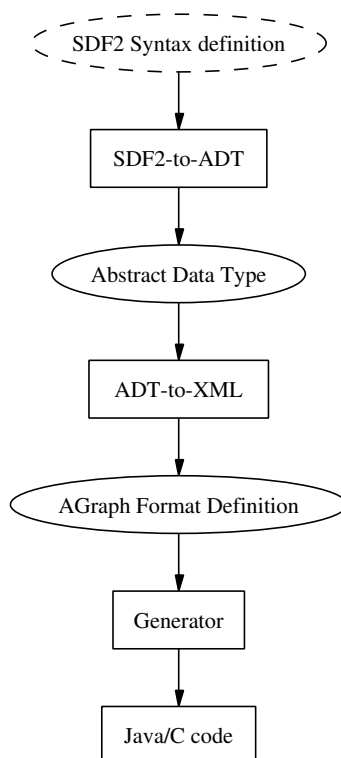 SDF2 Syntax definition
SDF2-to-ADT
Abstract Data Type
ADT-to-XML
AGraph Format Definition
Generator
Java/C code